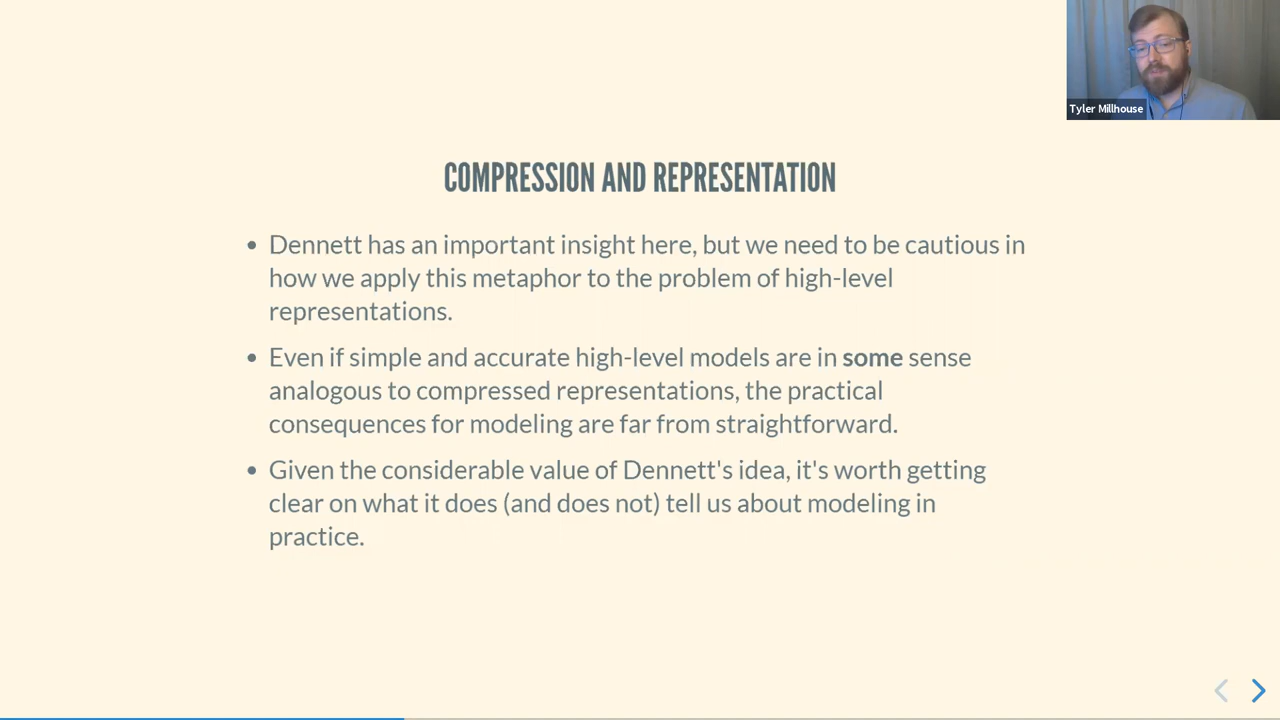 Tyler Millhouse
COMPRESSION AND REPRESENTATION
• Dennett has an important insight here, but we need to be cautious in
how we apply this metaphor to the problem of high-level
representations.
• Even if simple and accurate high-level models are in some sense
analogous to compressed representations, the practical
consequences for modeling are far from straightforward.
• Given the considerable value of Dennett's idea, it's worth getting
clear on what it does (and does not) tell us about modeling in
practice.